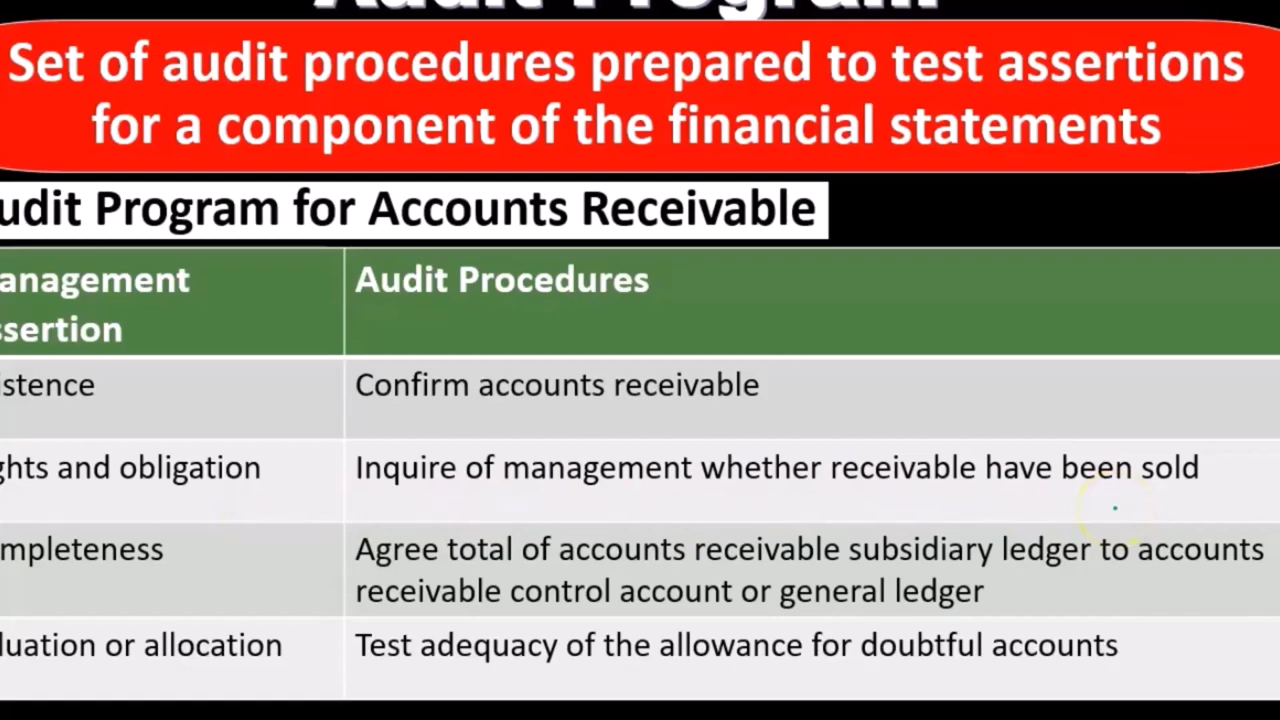 Audit Program
Set of audit procedures prepared to test assertions
for a component of the financial statements
udit Program for Accounts Receivable
anagement
ssertion
Audit Procedures
istence
Confirm accounts receivable
ghts and obligation
Inquire of management whether receivable have been sold
mpleteness
Agree total of accounts receivable subsidiary ledger to accounts
receivable control account or general ledger
luation or allocation
Test adequacy of the allowance for doubtful accounts